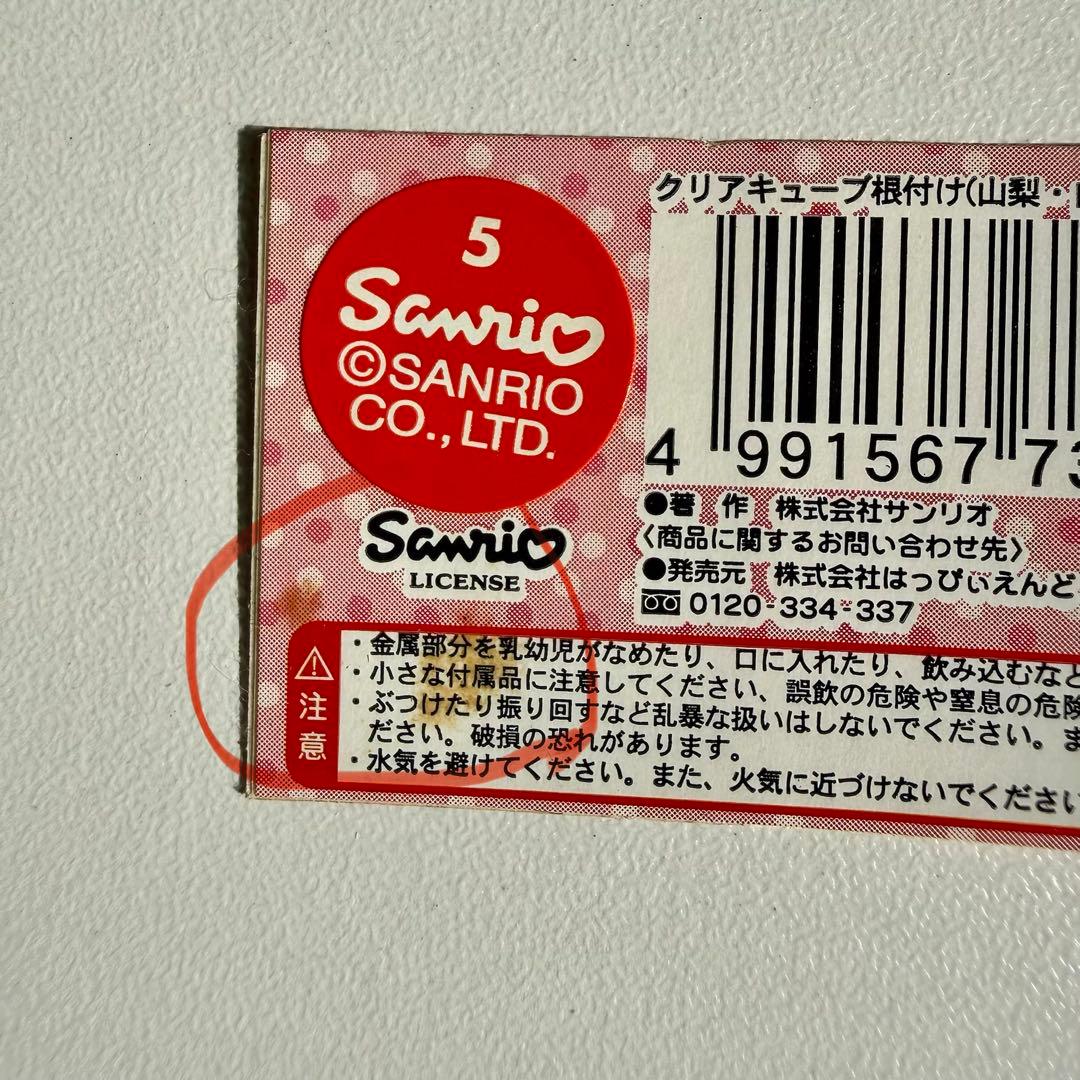 クリアキューブ根付け(山梨・
5
Sanrio
©SANRIO
CO., LTD.
4 991567 73
Sanrio
LICENSE
●著 作 株式会社サンリオ
〈商品に関するお問い合わせ先〉
●発売元 株式会社はっぴぃえんど
0120-334-337
注意
・金属部分を乳幼児がなめたり、口に入れたり、飲み込むなど
・小さな付属品に注意してください、誤飲の危険や窒息の危険
・ぶつけたり振り回すなど乱暴な扱いはしないでください。ま
ださい。破損の恐れがあります。
・水気を避けてください。また、火気に近づけないでください